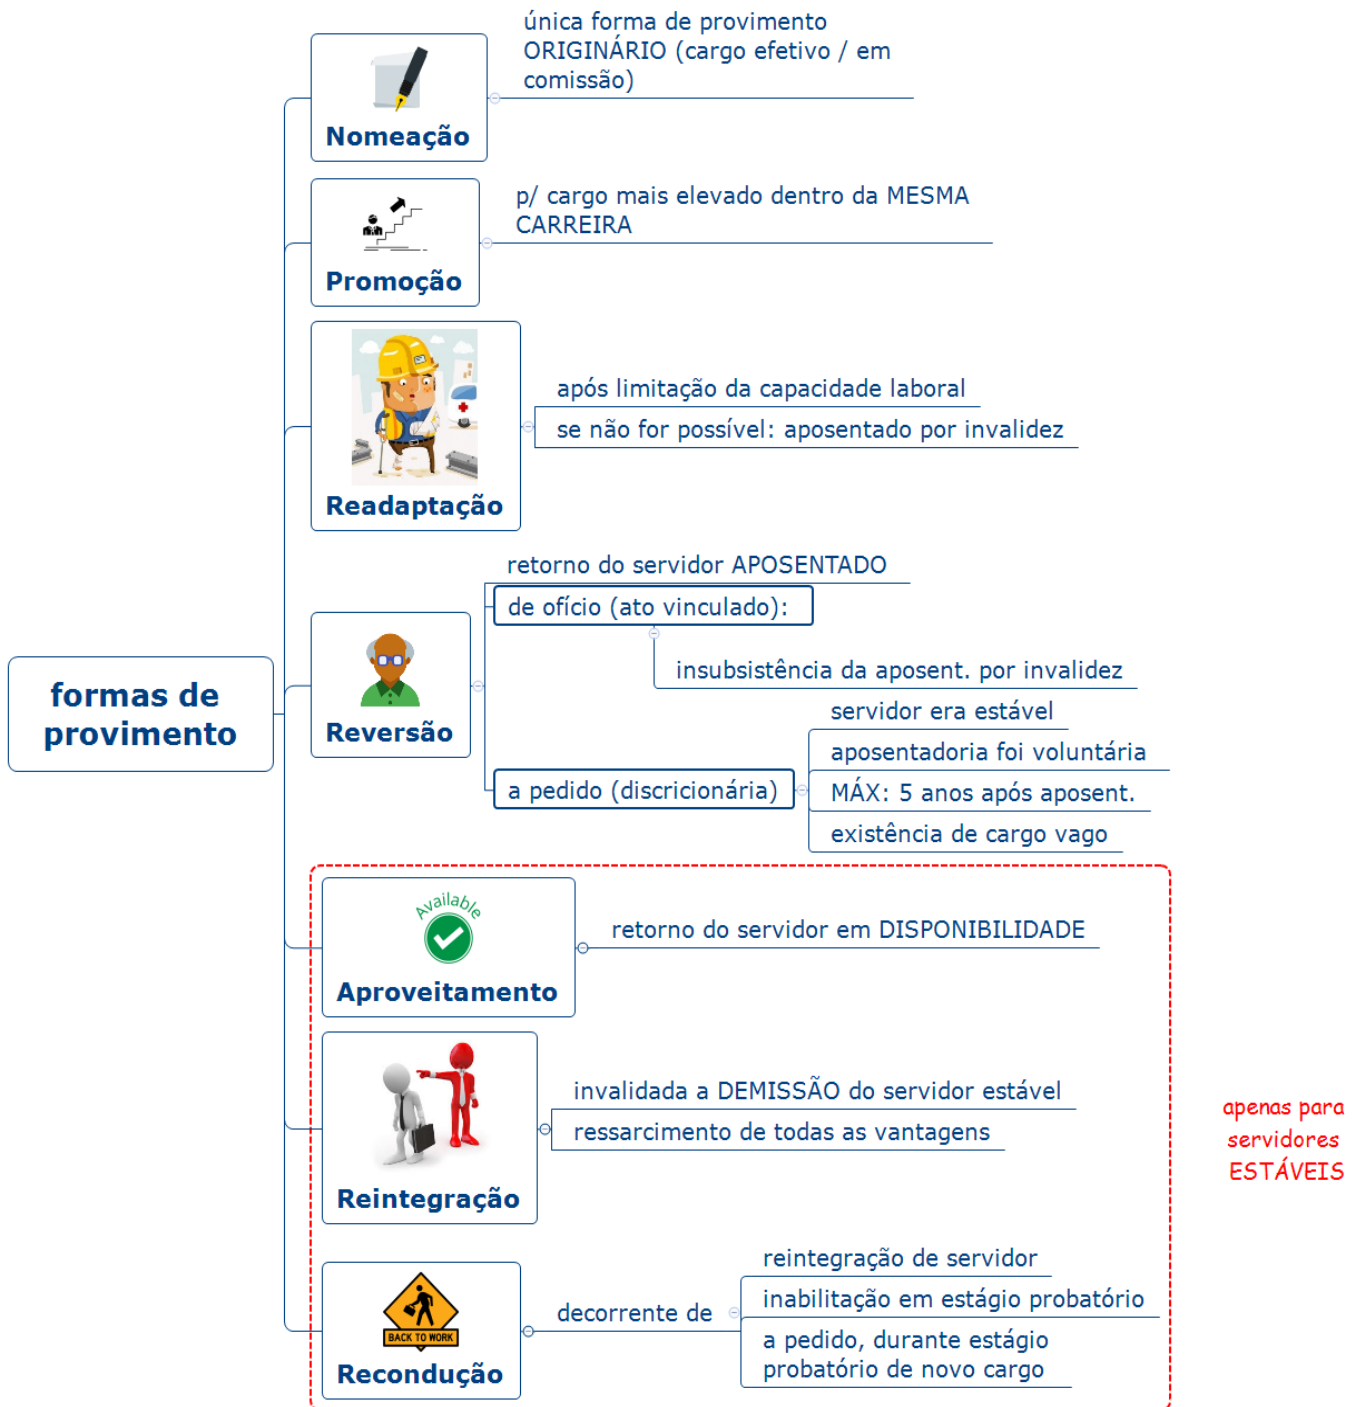 formas de
provimento
Nomeação
única forma de provimento
ORIGINÁRIO (cargo efetivo / em
comissão)
Promoção
p/ cargo mais elevado dentro da MESMA
CARREIRA
Readaptação
após limitação da capacidade laboral
se não for possível: aposentado por invalidez
Reversão
retorno do servidor APOSENTADO
de ofício (ato vinculado):
insubsistência da aposent. por invalidez
a pedido (discricionária)
servidor era estável
aposentadoria foi voluntária
MÁX: 5 anos após aposent.
existência de cargo vago
Available
Aproveitamento
retorno do servidor em DISPONIBILIDADE
Reintegração
invalidada a DEMISSÃO do servidor estável
ressarcimento de todas as vantagens
BACK TO WORK
Recondução
decorrente de
reintegração de servidor
inabilitação em estágio probatório
a pedido, durante estágio
probatório de novo cargo
apenas para
servidores
ESTÁVEIS